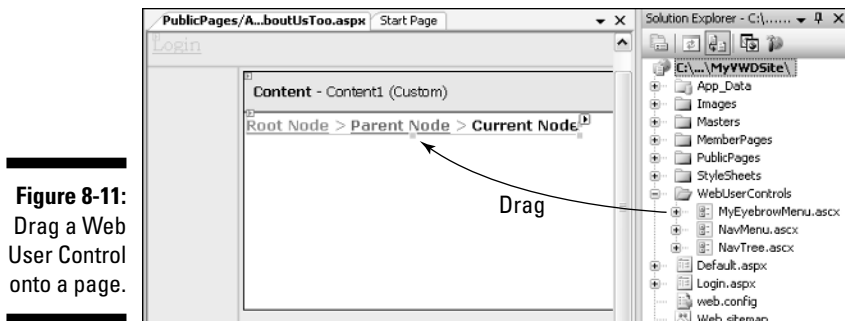 PublicPages/A...boutUsToo.aspx
Start Page
Login
Content - Content1 (Custom)
Root Node > Parent Node > Current Node
Drag
Figure 8-11:
Drag a Web
User Control
onto a page.
Solution Explorer - C:\......
C:\...\MyVWDSite\
App_Data
Images
Masters
MemberPages
PublicPages
StyleSheets
WebUserControls
MyEyebrowMenu.ascx
NavMenu.ascx
NavTree.ascx
Default.aspx
Login.aspx
web.config
Web.sitemap